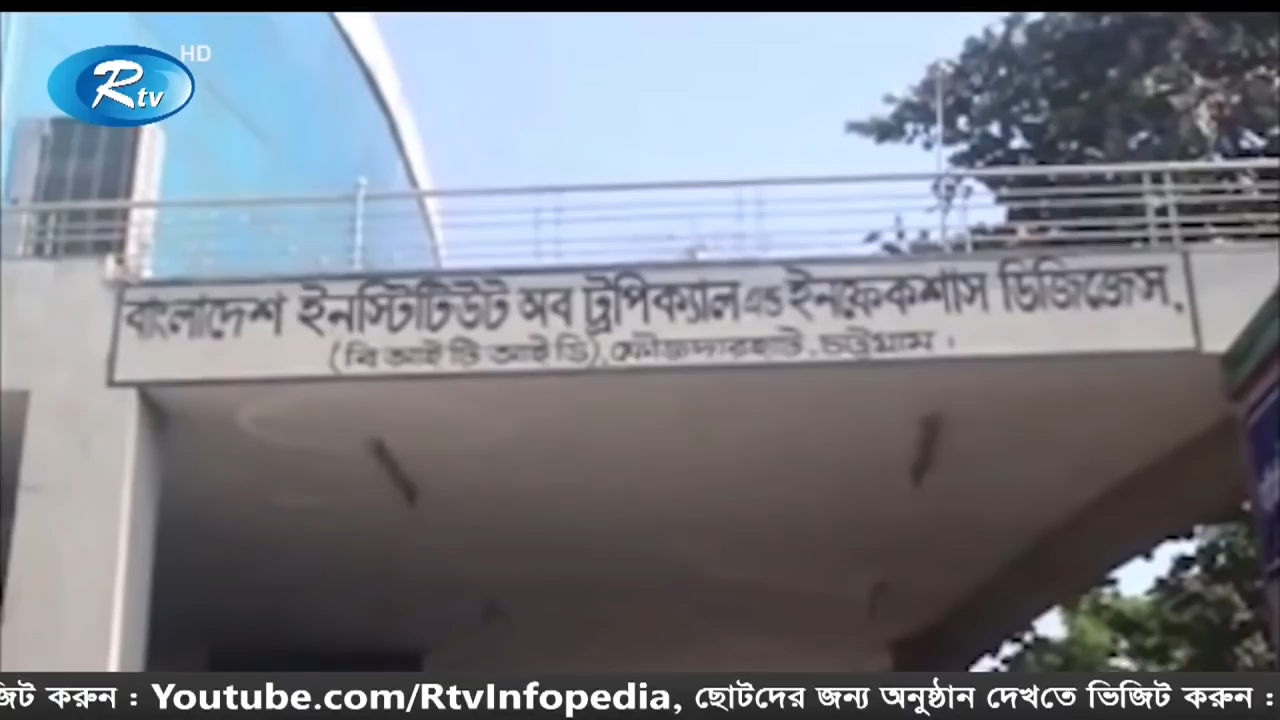 Rtv
HD
বাংলাদেশ ইনস্টিটিউট অব ট্রপিক্যাল এন্ড ইনফেকশাস ডিজিজেস,
(বি আই টি আই ডি), ফৌজদারহাট, চট্টগ্রাম।
জিট করুন : Youtube.com/RtvInfopedia, ছোটদের জন্য অনুষ্ঠান দেখতে ভিজিট করুন :